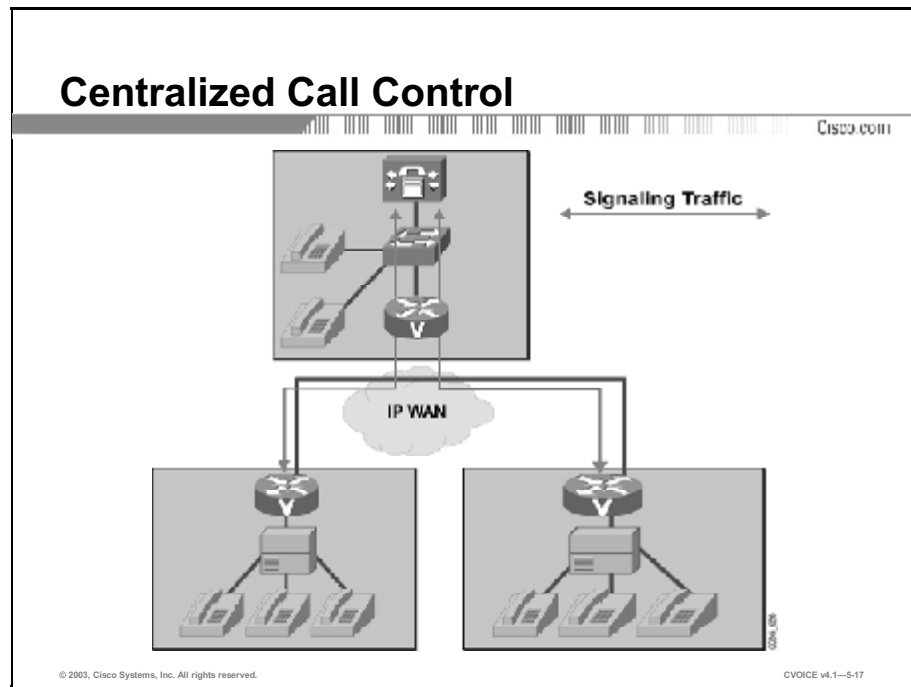 Centralized Call Control
Cisco.com
Signaling Traffic
V
IP WAN
V
V
© 2003, Cisco Systems, Inc. All rights reserved.
CVOICE v4.1—5-17